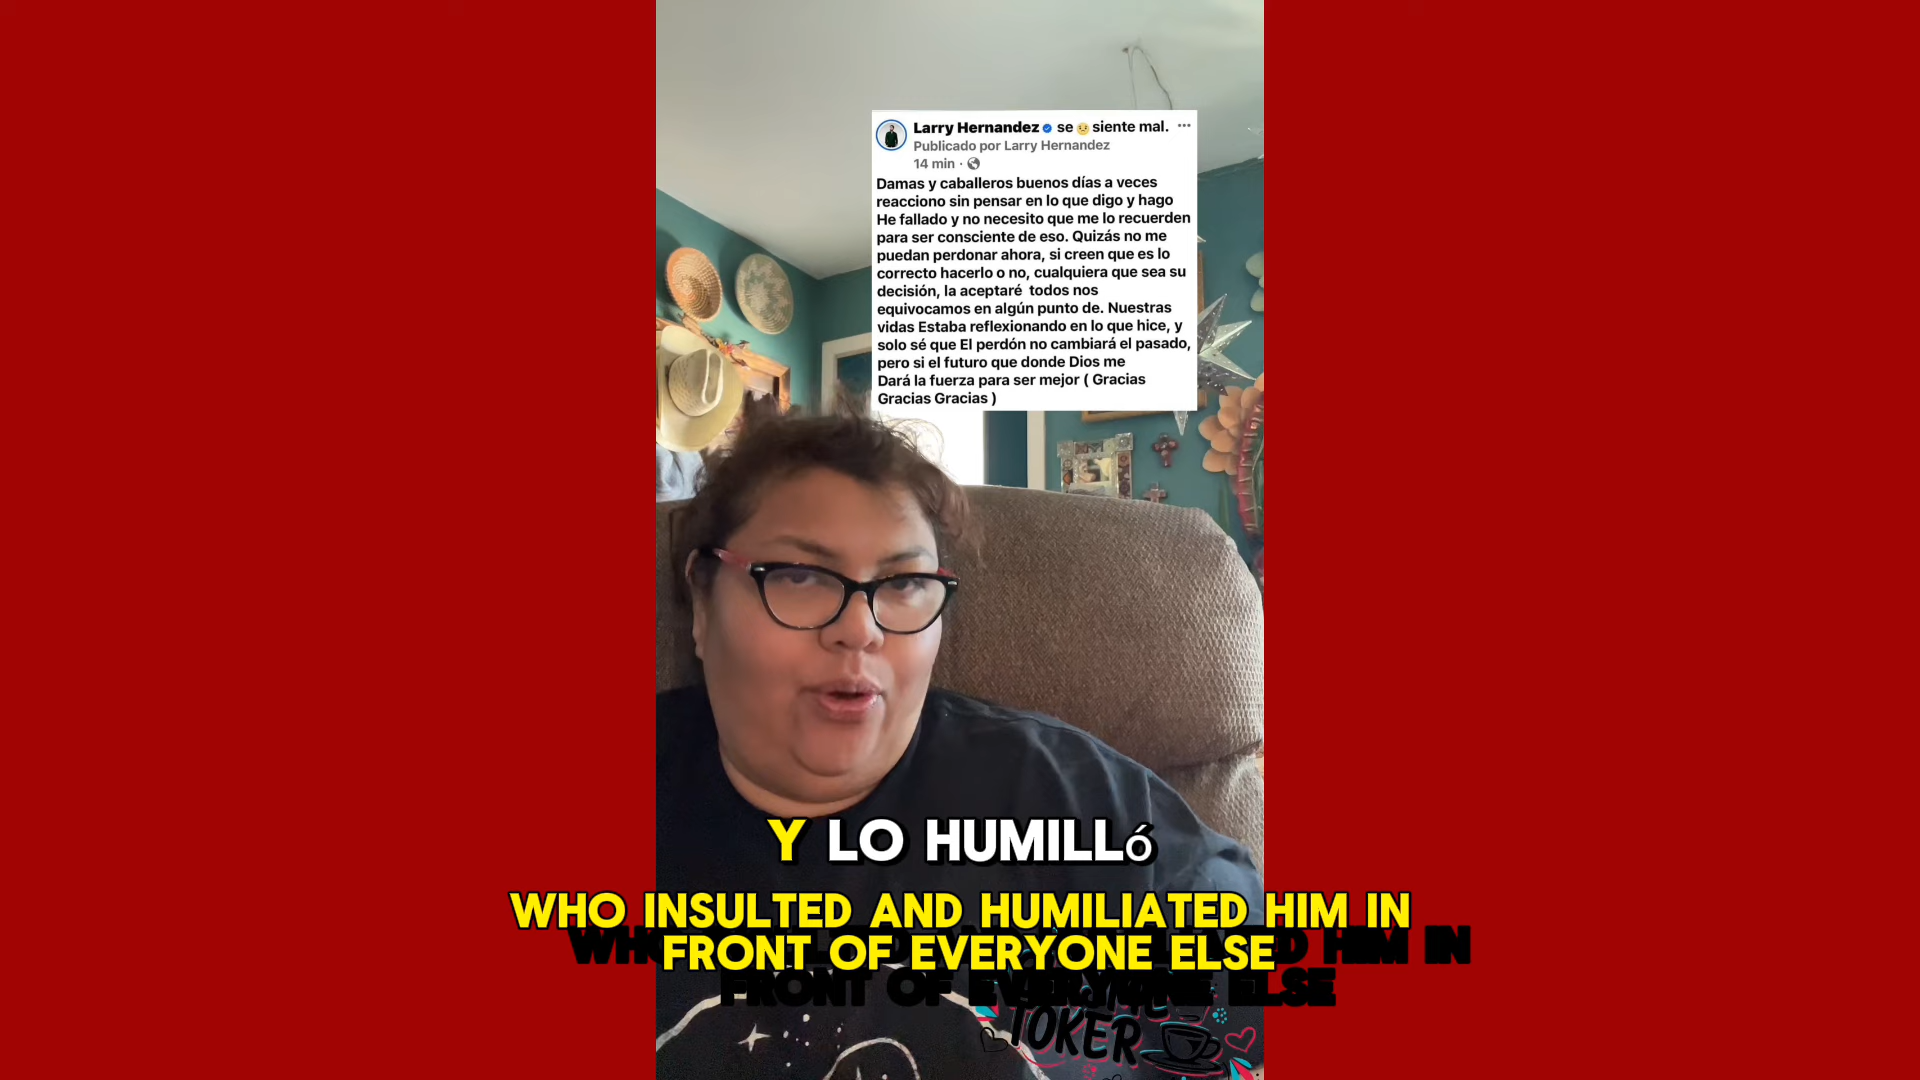 Larry Hernandez se siente mal.
Publicado por Larry Hernandez
14 min ·
Damas y caballeros buenos días a veces
reacciono sin pensar en lo que digo y hago
He fallado y no necesito que me lo recuerden
para ser consciente de eso. Quizás no me
puedan perdonar ahora, si creen que es lo
correcto hacerlo o no, cualquiera que sea su
decisión, la aceptaré todos nos
equivocamos en algún punto de. Nuestras
vidas Estaba reflexionando en lo que hice, y
solo sé que El perdón no cambiará el pasado,
pero si el futuro que donde Dios me
Dará la fuerza para ser mejor ( Gracias
Gracias Gracias )
Y LO HUMILLó
WHO INSULTED AND HUMILIATED HIM IN
FRONT OF EVERYONE ELSE
TOKER